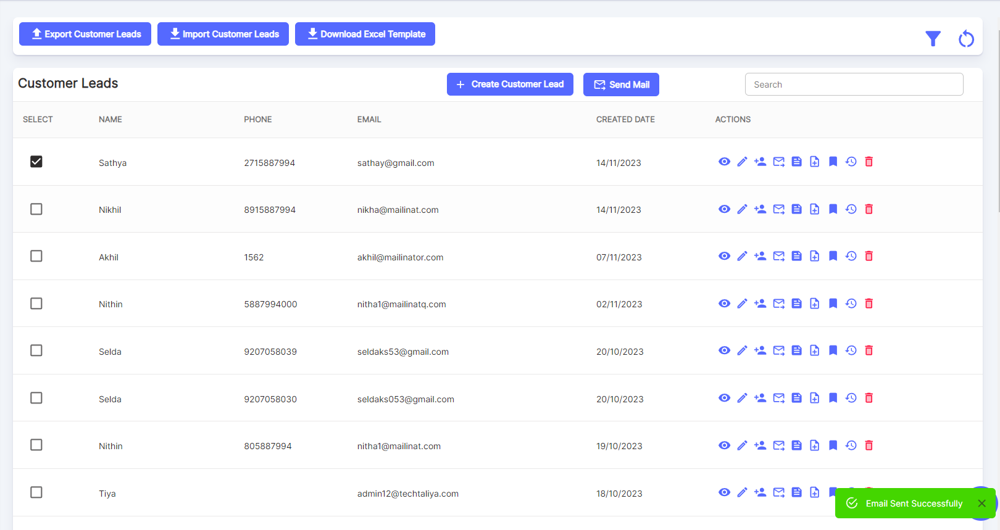 Export Customer Leads Import Customer Leads Download Excel Template
Customer Leads + Create Customer Lead Send Mail Search
SELECT NAME PHONE EMAIL CREATED DATE ACTIONS
Sathya 2715887994 sathay@gmail.com 14/11/2023
Nikhil 8915887994 nikha@mailinat.com 14/11/2023
Akhil 1562 akhil@mailinator.com 07/11/2023
Nithin 5887994000 nitha1@mailinatq.com 02/11/2023
Selda 9207058039 seldaks53@gmail.com 20/10/2023
Selda 9207058030 seldaks053@gmail.com 20/10/2023
Nithin 805887994 nitha1@mailinat.com 19/10/2023
Tiya admin12@techtaliya.com 18/10/2023
Email Sent Successfully